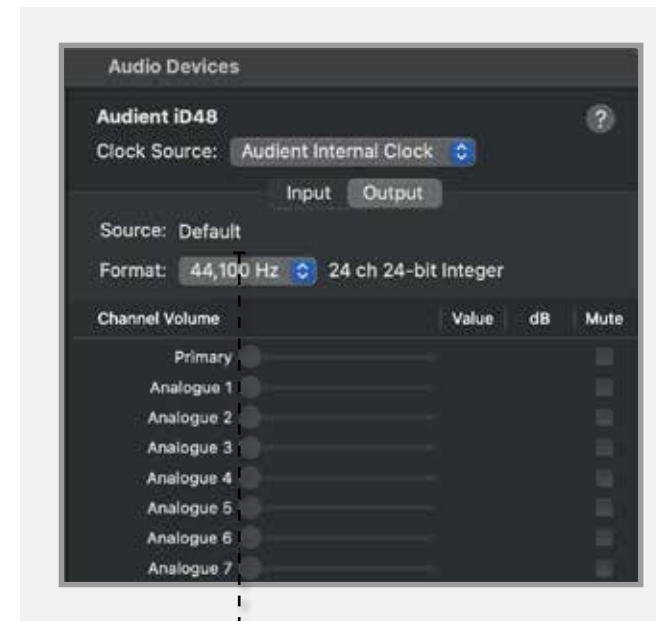 Audio Devices
Audient iD48
?
Clock Source: Audient Internal Clock
Input Output
Source: Default
Format: 44,100 Hz 24 ch 24-bit Integer
Channel Volume Value dB Mute
Primary
Analogue 1
Analogue 2
Analogue 3
Analogue 4
Analogue 5
Analogue 6
Analogue 7